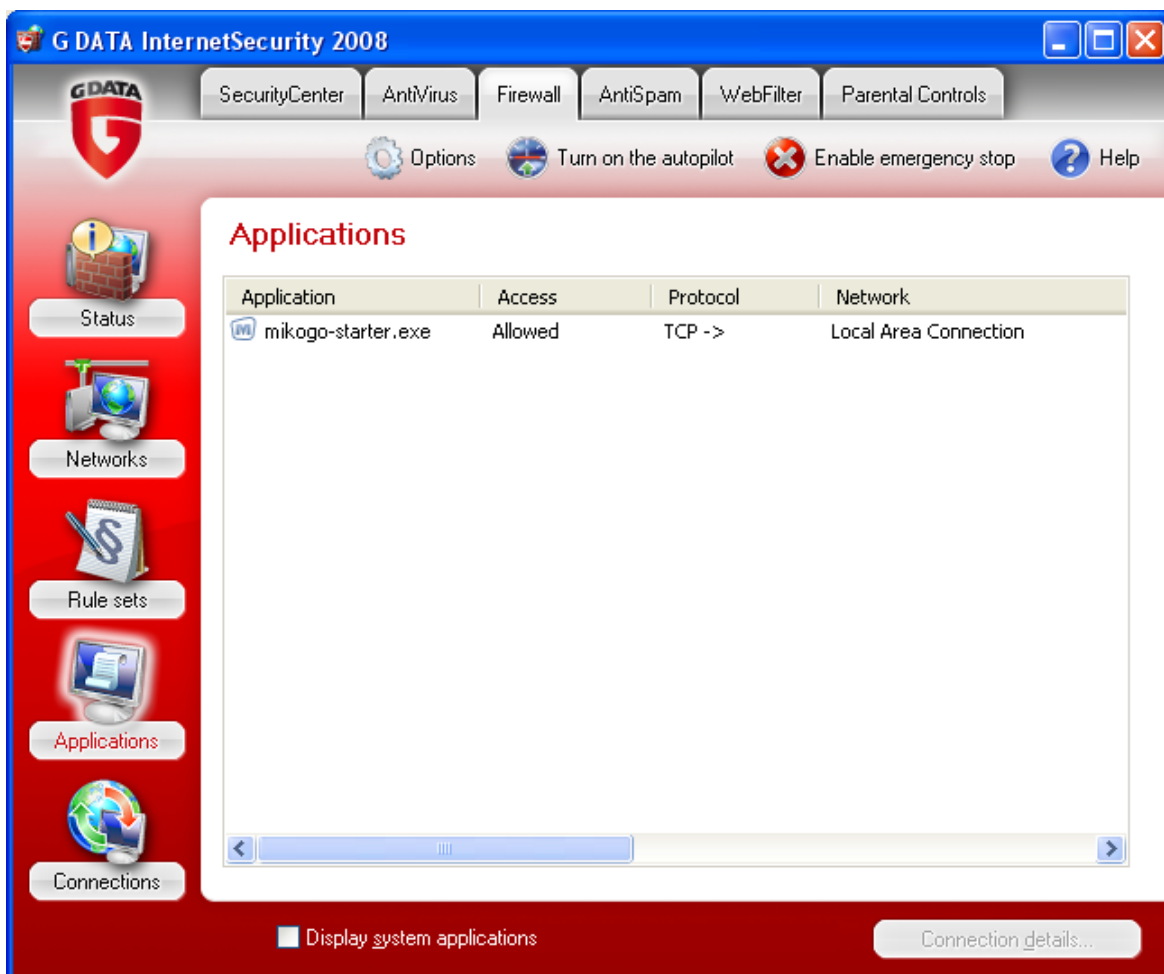 G DATA InternetSecurity 2008
G DATA
SecurityCenter AntiVirus Firewall AntiSpam WebFilter Parental Controls
Options Turn on the autopilot Enable emergency stop Help
Applications
Application Access Protocol Network
mikogo-starter.exe Allowed TCP -> Local Area Connection
Status
Networks
Rule sets
Applications
Connections
Display system applications Connection details...